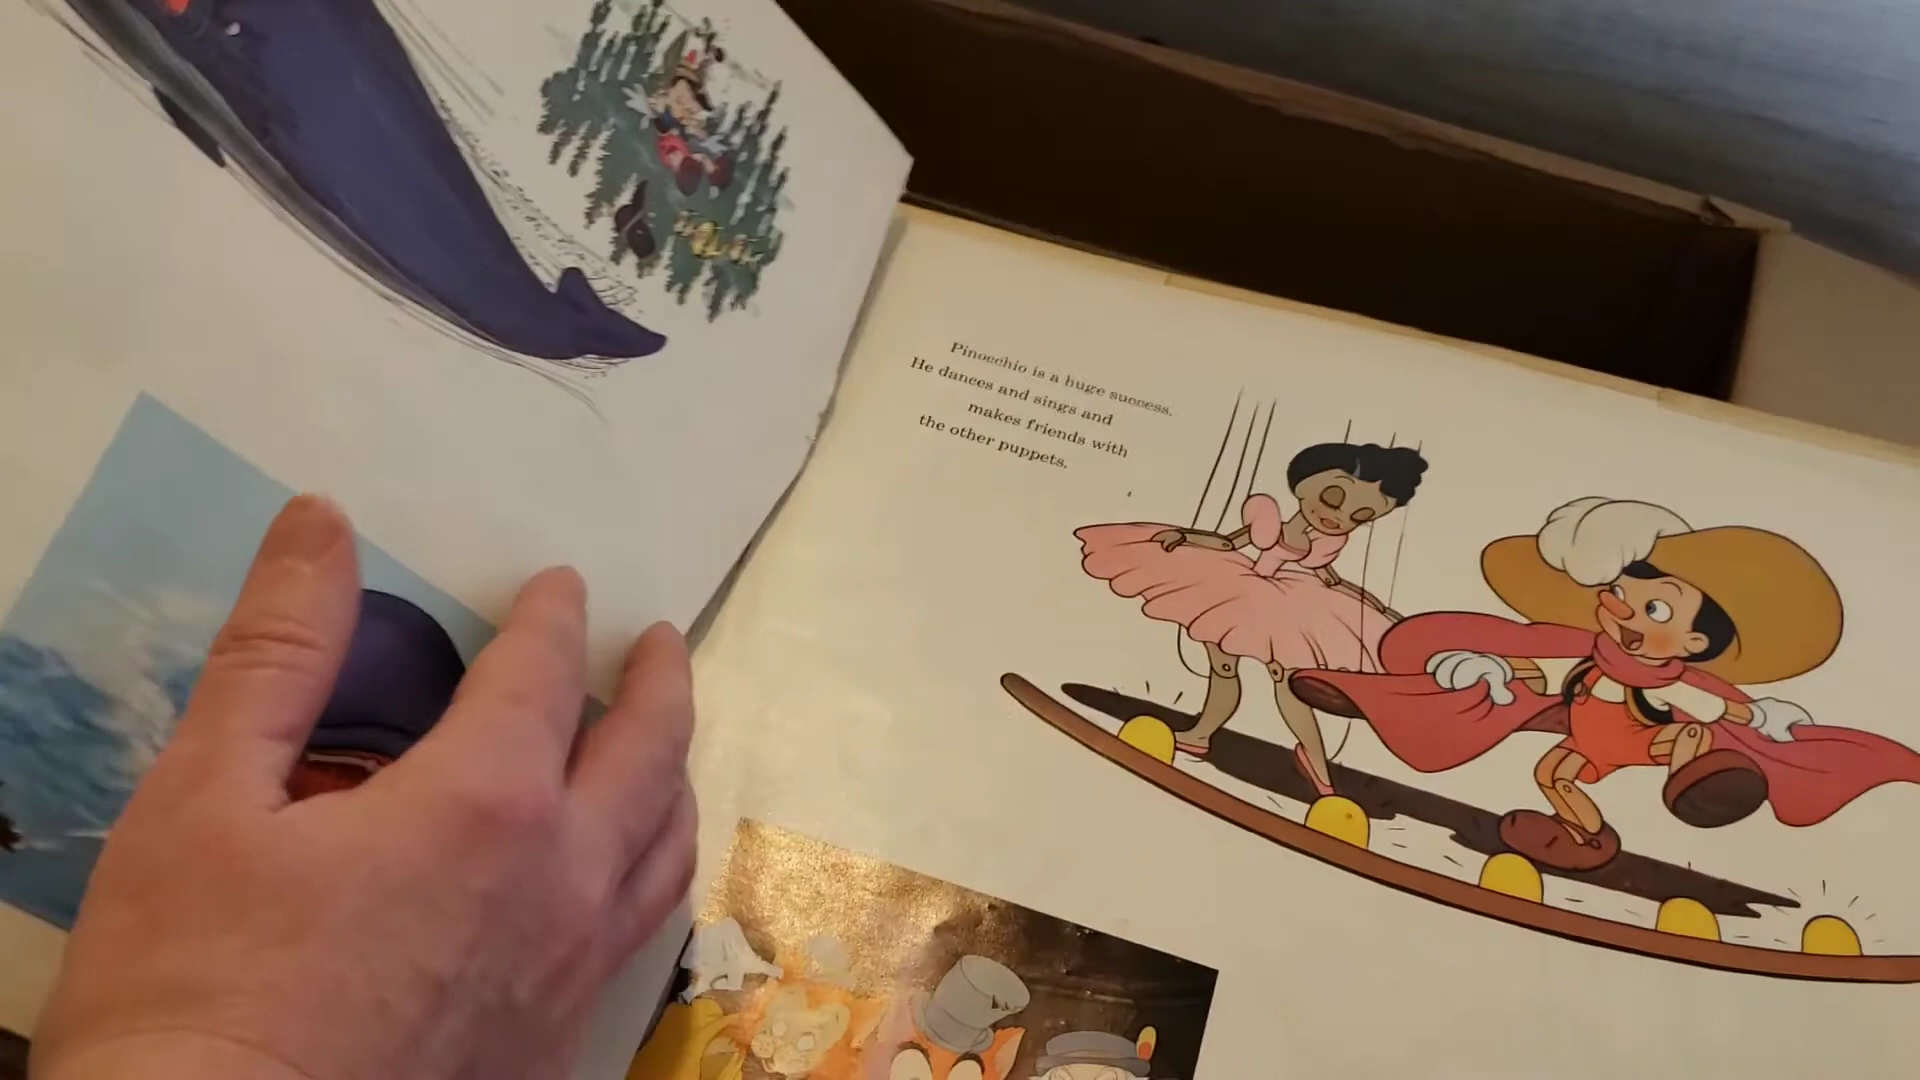 Pinocchio is a huge success.
He dances and sings and
makes friends with
the other puppets.